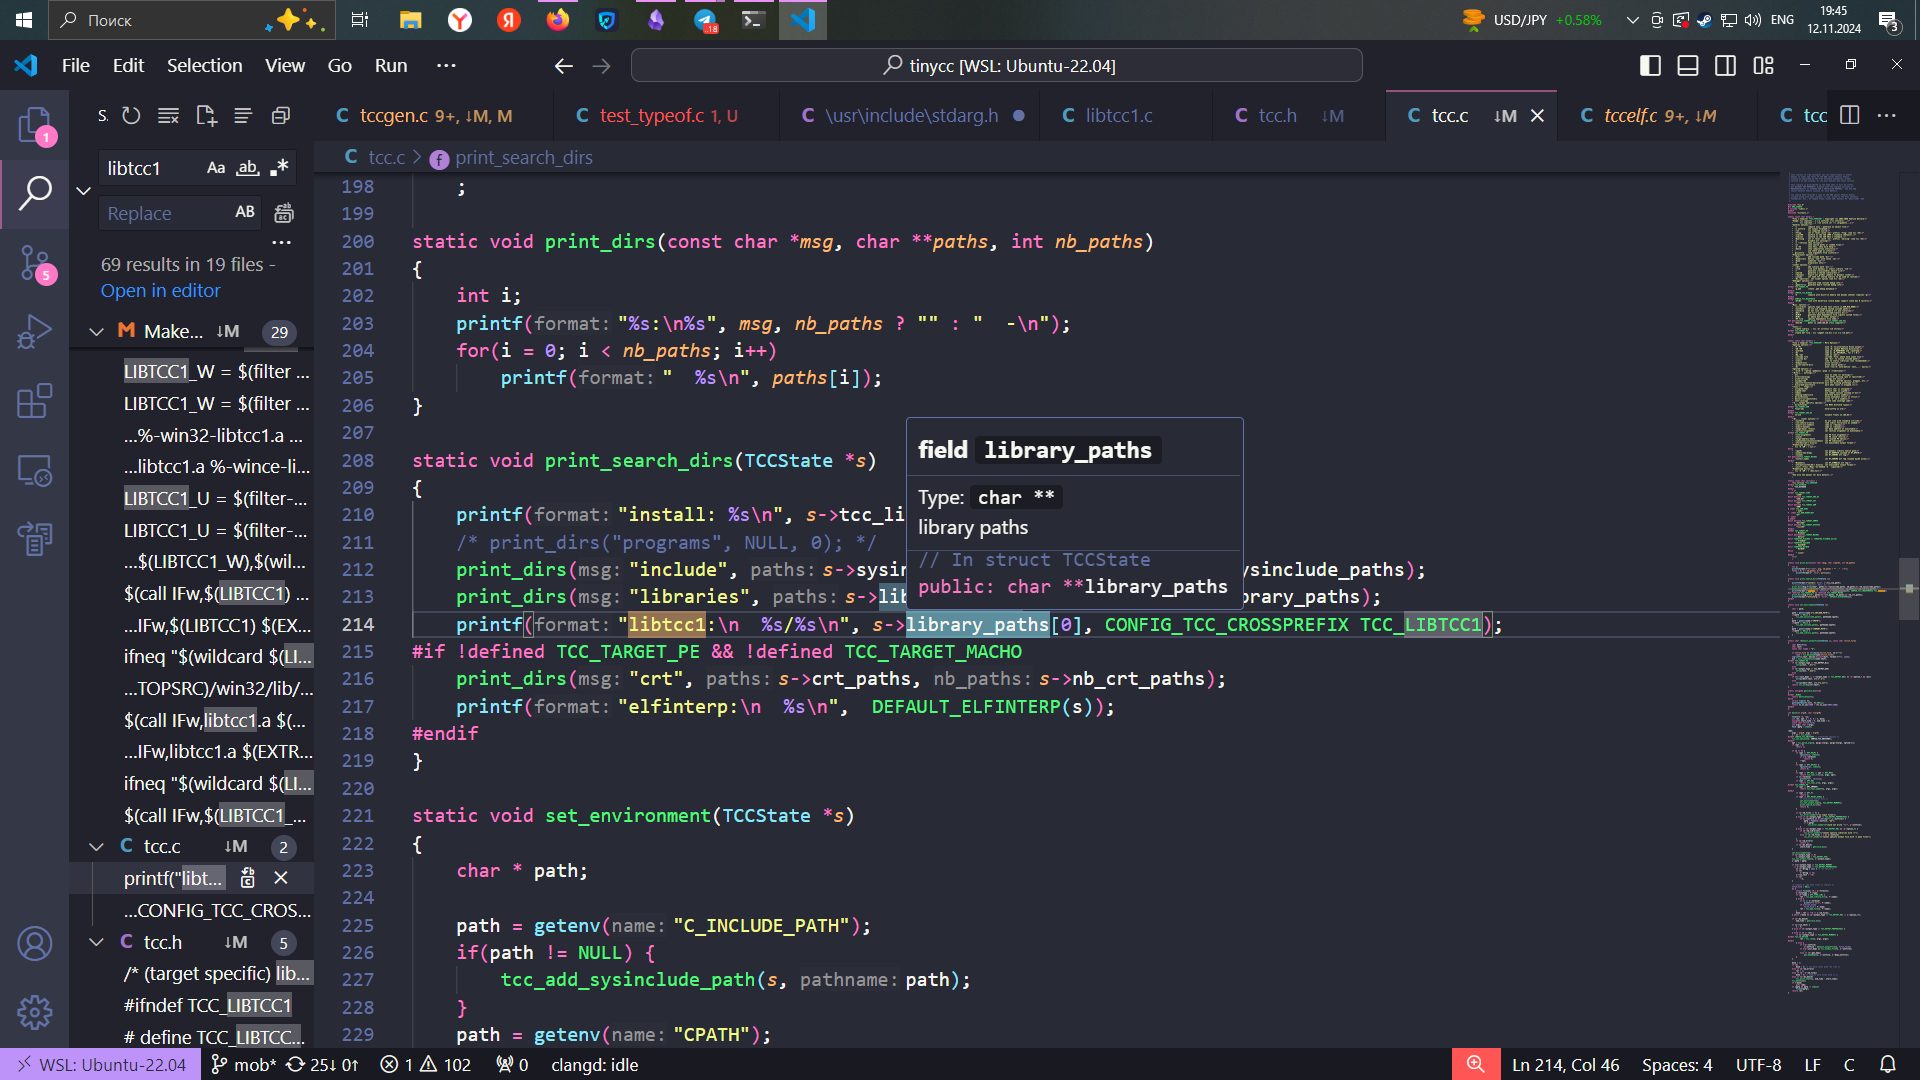 Поиск
..18
USD/JPY +0.58%
ENG
19:45
12.11.2024
3
File Edit Selection View Go Run ···
tinycc [WSL: Ubuntu-22.04]
S.
C tccgen.c 9+, ↓M, M
C test_typeof.c 1, U
C \usr\include\stdarg.h
C libtcc1.c
C tcc.h ↓M
C tcc.c ↓M
C tccelf.c 9+, ↓M
C tcc
C tcc.c > print_search_dirs
1
5
libtcc1
Aa ab
Replace AB
69 results in 19 files -
Open in editor
M Make... ↓M 29
LIBTCC1_W = $(filter ...
LIBTCC1_W = $(filter ...
...%-win32-libtcc1.a ...
...libtcc1.a %-wince-li...
LIBTCC1_U = $(filter-...
LIBTCC1_U = $(filter-...
...$(LIBTCC1_W),$(wil...
$(call IFw,$(LIBTCC1) ...
...IFw,$(LIBTCC1) $(EX...
ifneq "$(wildcard $(LI...
...TOPSRC)/win32/lib/...
$(call IFw,libtcc1.a $(...
...IFw,libtcc1.a $(EXTR...
ifneq "$(wildcard $(LI...
$(call IFw,$(LIBTCC1_...
C tcc.c ↓M 2
printf("libt...
...CONFIG_TCC_CROS...
C tcc.h ↓M 5
/* (target specific) lib...
#ifndef TCC_LIBTCC1
# define TCC_LIBTCC...
198 ;
199
200 static void print_dirs(const char *msg, char **paths, int nb_paths)
201 {
202 int i;
203 printf(format: "%s:\n%s", msg, nb_paths ? "" : "  -\n");
204 for(i = 0; i < nb_paths; i++)
205 printf(format: "  %s\n", paths[i]);
206 }
207
208 static void print_search_dirs(TCCState *s)
209 {
210 printf(format: "install: %s\n", s->tcc_li
211 /* print_dirs("programs", NULL, 0); */
212 print_dirs(msg: "include", paths: s->sysin ysinclude_paths);
213 print_dirs(msg: "libraries", paths: s->lib brary_paths);
214 printf(format: "libtcc1:\n  %s/%s\n", s->library_paths[0], CONFIG_TCC_CROSSPREFIX TCC_LIBTCC1);
215 #if !defined TCC_TARGET_PE && !defined TCC_TARGET_MACHO
216 print_dirs(msg: "crt", paths: s->crt_paths, nb_paths: s->nb_crt_paths);
217 printf(format: "elfinterp:\n  %s\n",  DEFAULT_ELFINTERP(s));
218 #endif
219 }
220
221 static void set_environment(TCCState *s)
222 {
223 char * path;
224
225 path = getenv(name: "C_INCLUDE_PATH");
226 if(path != NULL) {
227 tcc_add_sysinclude_path(s, pathname: path);
228 }
229 path = getenv(name: "CPATH");
field library_paths
Type: char **
library paths
// In struct TCCState
public: char **library_paths
WSL: Ubuntu-22.04 mob* 25↓ 0↑ 1 102 0 clangd: idle
Ln 214, Col 46 Spaces: 4 UTF-8 LF C